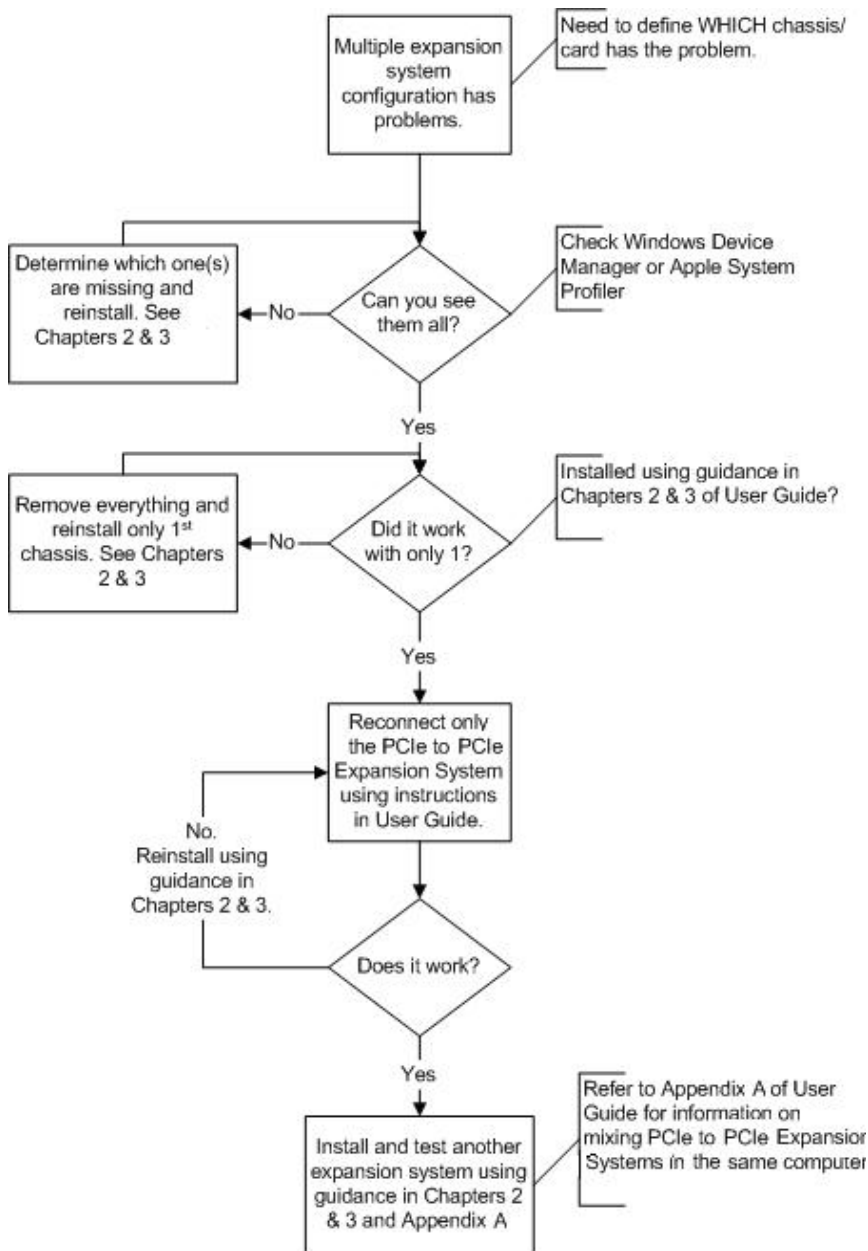 Multiple expansion
system
configuration has
problems.
Need to define WHICH chassis/
card has the problem.
Determine which one(s)
are missing and
reinstall. See
Chapters 2 & 3
No
Can you see
them all?
Check Windows Device
Manager or Apple System
Profiler
Yes
Remove everything and
reinstall only 1st
chassis. See Chapters
2 & 3
No
Did it work
with only 1?
Installed using guidance in
Chapters 2 & 3 of User Guide?
Yes
Reconnect only
the PCIe to PCIe
Expansion System
using instructions
in User Guide.
No.
Reinstall using
guidance in
Chapters 2 & 3.
Does it work?
Yes
Install and test another
expansion system using
guidance in Chapters 2
& 3 and Appendix A
Refer to Appendix A of User
Guide for information on
mixing PCIe to PCIe Expansion
Systems in the same computer